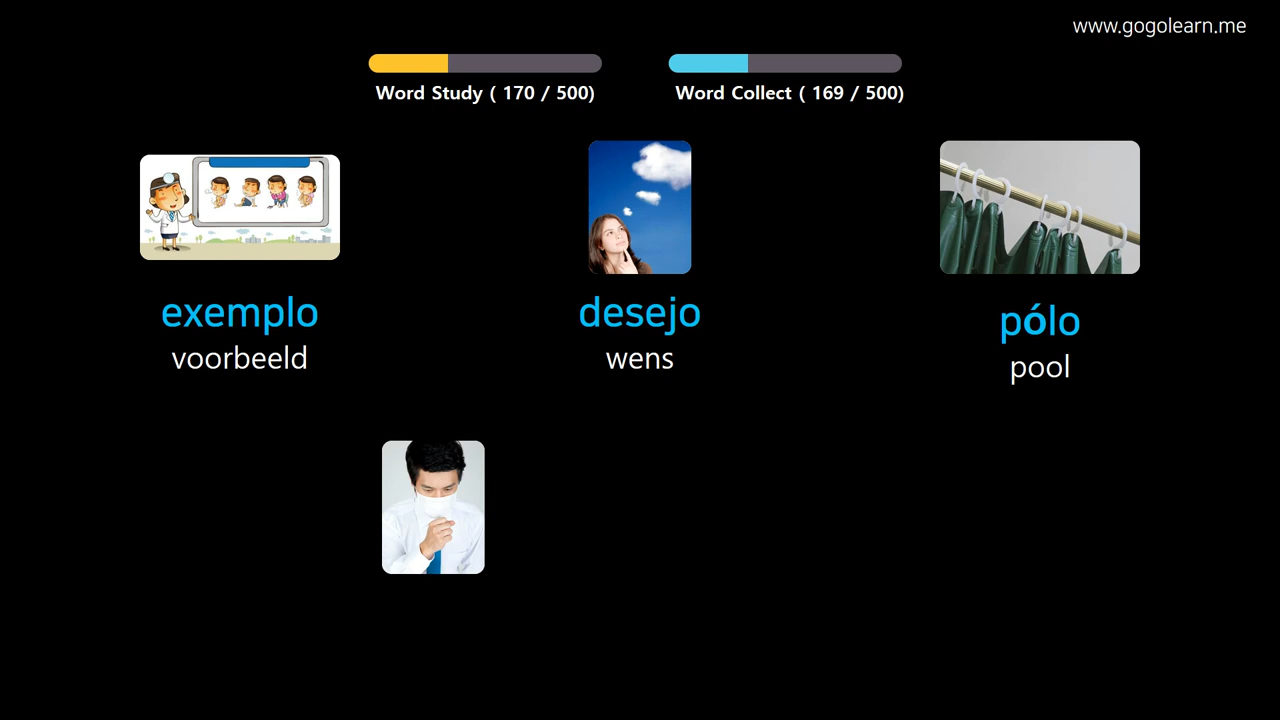 www.gogolearn.me
Word Study ( 170 / 500)
Word Collect ( 169 / 500)
exemplo
voorbeeld
desejo
wens
pólo
pool